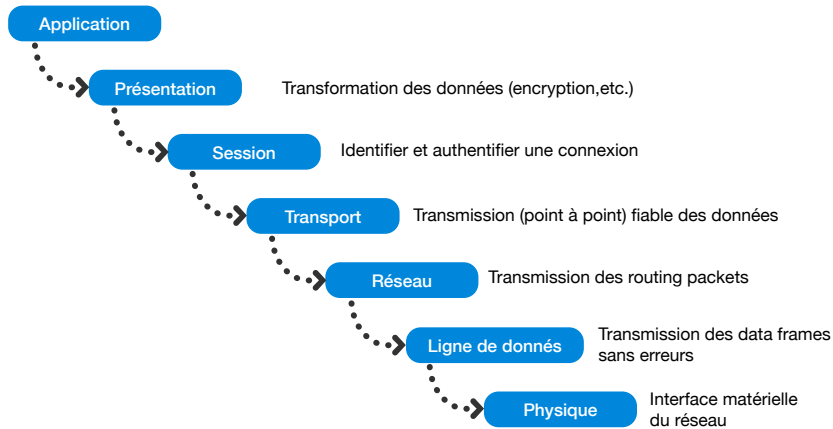 Application
Présentation
Transformation des données (encryption,etc.)
Session
Identifier et authentifier une connexion
Transport
Transmission (point à point) fiable des données
Réseau
Transmission des routing packets
Ligne de donnés
Transmission des data frames
sans erreurs
Physique
Interface matérielle
du réseau